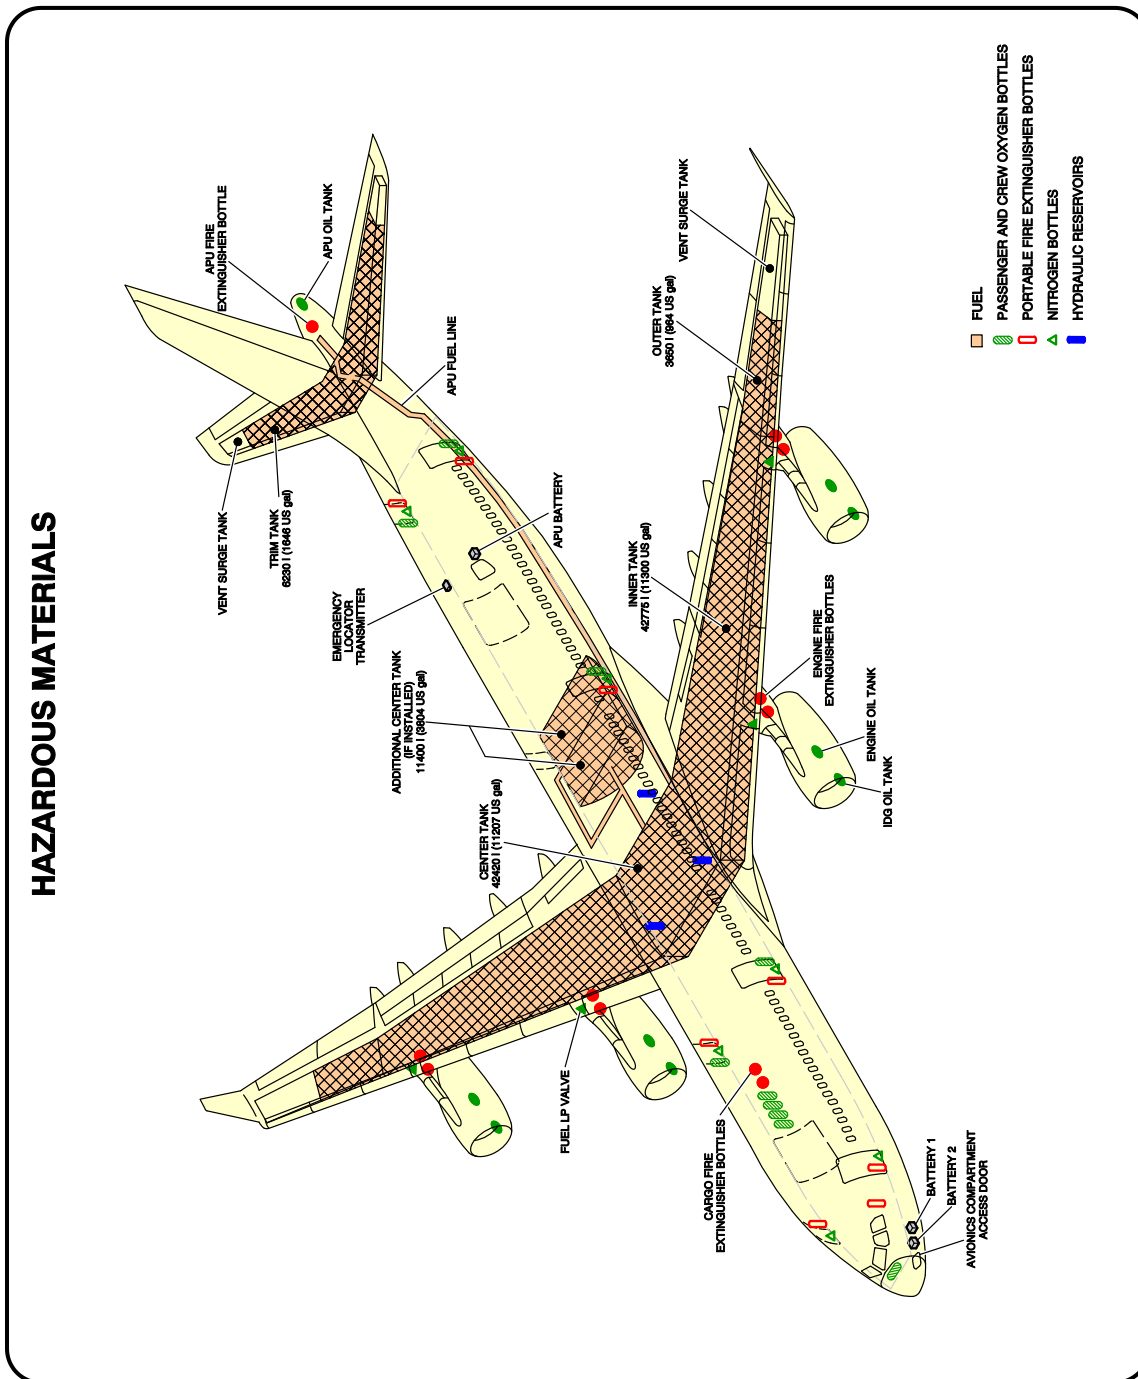 HAZARDOUS MATERIALS
VENT SURGE TANK
TRIM TANK
6230 l (1646 US gal)
APU FIRE
EXTINGUISHER BOTTLE
APU OIL TANK
APU FUEL LINE
EMERGENCY
LOCATOR
TRANSMITTER
APU BATTERY
ADDITIONAL CENTER TANK
(IF INSTALLED)
11400 l (3804 US gal)
CENTER TANK
42420 l (11207 US gal)
INNER TANK
42775 l (11300 US gal)
OUTER TANK
3650 l (964 US gal)
VENT SURGE TANK
ENGINE FIRE
EXTINGUISHER BOTTLES
ENGINE OIL TANK
IDG OIL TANK
FUEL LP VALVE
CARGO FIRE
EXTINGUISHER BOTTLES
BATTERY 1
BATTERY 2
AVIONICS COMPARTMENT
ACCESS DOOR
FUEL
PASSENGER AND CREW OXYGEN BOTTLES
PORTABLE FIRE EXTINGUISHER BOTTLES
NITROGEN BOTTLES
HYDRAULIC RESERVOIRS